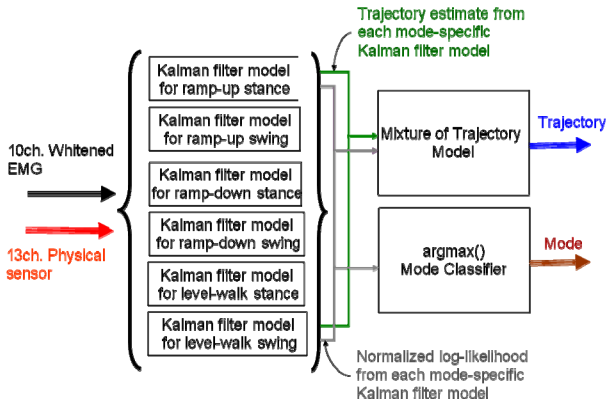 Trajectory estimate from
each mode-specific
Kalman filter model
Kalman filter model
for ramp-up stance
Kalman filter model
for ramp-up swing
Kalman filter model
for ramp-down stance
Kalman filter model
for ramp-down swing
Kalman filter model
for level-walk stance
Kalman filter model
for level-walk swing
10ch. Whitened
EMG
13ch. Physical
sensor
Mixture of Trajectory
Model
Trajectory
argmax()
Mode Classifier
Mode
Normalized log-likelihood
from each mode-specific
Kalman filter model